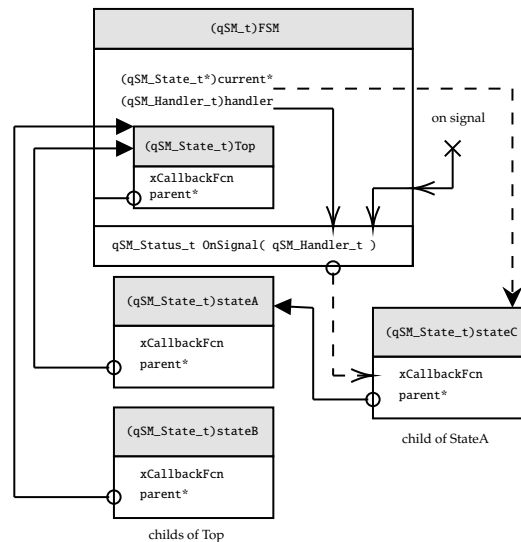 (qSM_t)FSM
(qSM_State_t*)current*
(qSM_Handler_t)handler
on signal
(qSM_State_t)Top
xCallbackFcn
parent*
qSM_Status_t OnSignal( qSM_Handler_t )
(qSM_State_t)stateA
xCallbackFcn
parent*
(qSM_State_t)stateC
xCallbackFcn
parent*
child of StateA
(qSM_State_t)stateB
xCallbackFcn
parent*
childs of Top